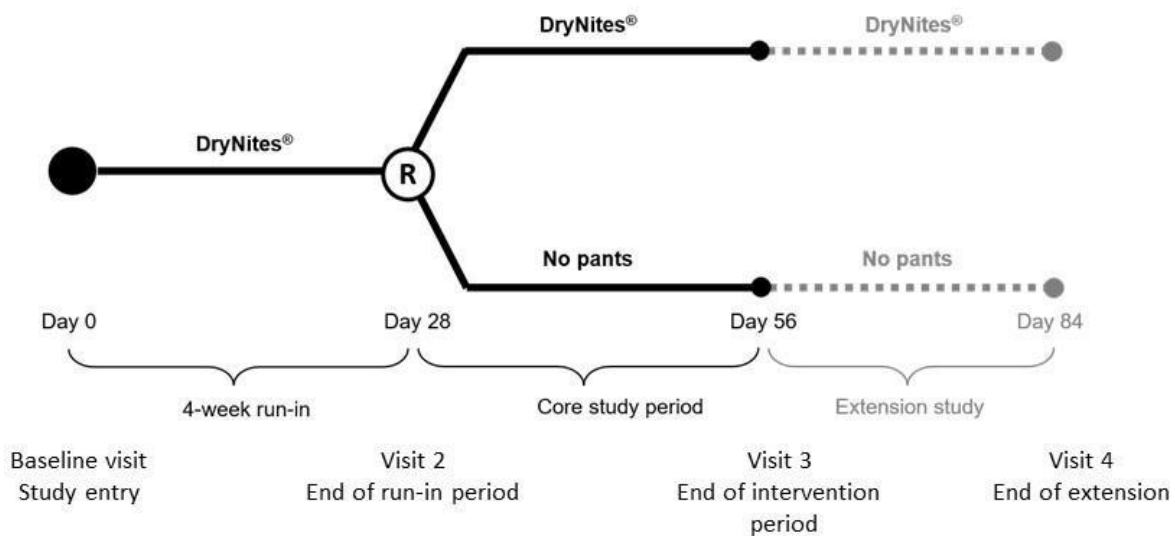 DryNites® DryNites®
DryNites®
R
No pants No pants
Day 0 Day 28 Day 56 Day 84
4-week run-in Core study period Extension study
Baseline visit Visit 2 Visit 3 Visit 4
Study entry End of run-in period End of intervention End of extension
period